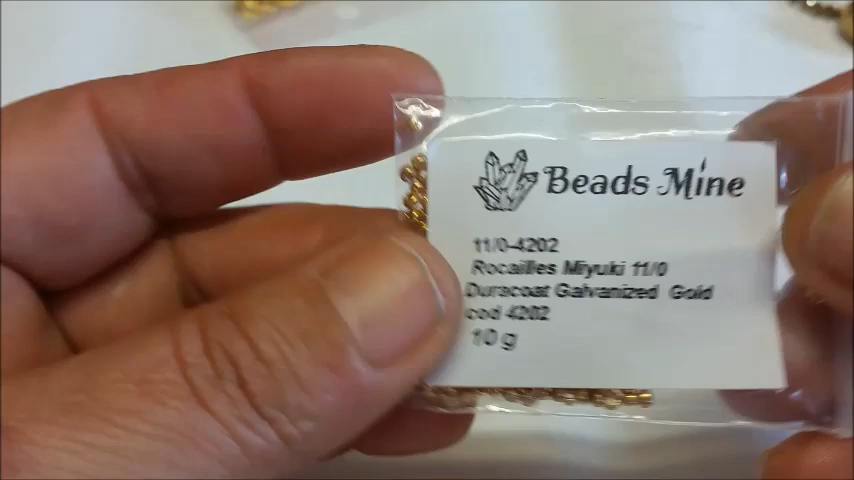 Beads Mine
11/0-4202
Rocailles Miyuki 11/0
Duracoat Galvanized Gold
cod 4202
10 g